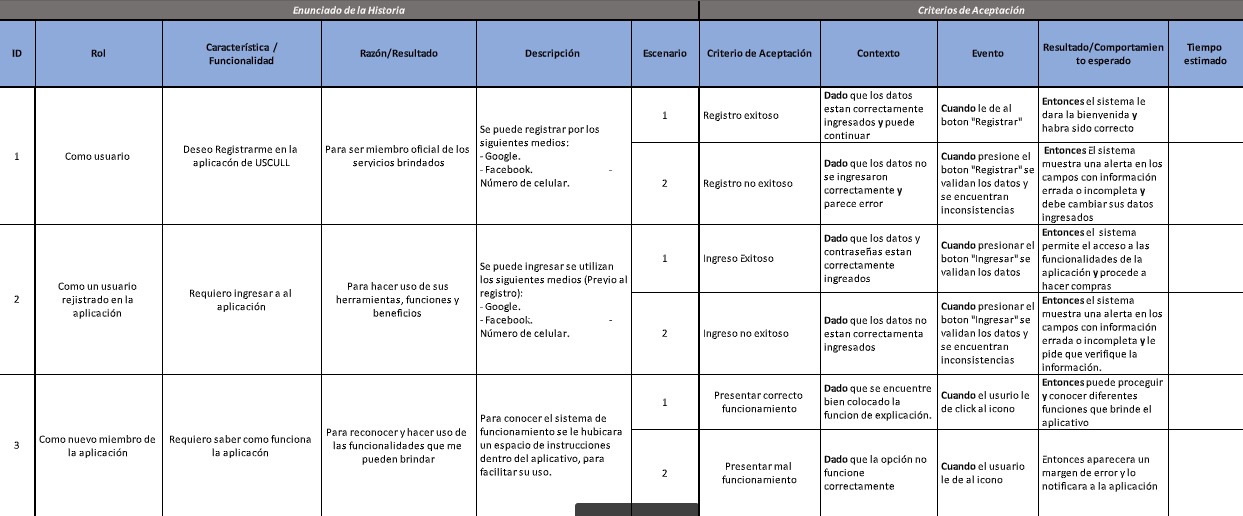 Enunciado de la Historia
Criterios de Aceptación
ID
Rol
Característica /
Funcionalidad
Razón/Resultado
Descripción
Escenario
Criterio de Aceptación
Contexto
Evento
Resultado/Comportamien
to esperado
Tiempo
estimado
1
Como usuario
Deseo Registrarme en la
aplicacón de USCULL
Para ser miembro oficial de los
servicios brindados
Se puede registrar por los
siguientes medios:
- Google.
- Facebook. -
Número de celular.
1
Registro exitoso
Dado que los datos
estan correctamente
ingresados y puede
continuar
Cuando le de al
boton "Registrar"
Entonces el sistema le
dara la bienvenida y
habra sido correcto
2
Registro no exitoso
Dado que los datos no
se ingresaron
correctamente y
parece error
Cuando presione el
boton "Registrar" se
validan los datos y
se encuentran
inconsistencias
Entonces El sistema
muestra una alerta en los
campos con información
errada o incompleta y
debe cambiar sus datos
ingresados
2
Como un usuario
rejistrado en la
aplicación
Requiero ingresar a al
aplicación
Para hacer uso de sus
herramientas, funciones y
beneficios
Se puede ingresar se utilizan
los siguientes medios (Previo al
registro):
- Google.
- Facebook. -
Número de celular.
1
Ingreso Exitoso
Dado que los datos y
contraseñas estan
correctamente
ingreados
Cuando presionar el
boton "Ingresar" se
validan los datos
Entonces el sistema
permite el acceso a las
funcionalidades de la
aplicación y procede a
hacer compras
2
Ingreso no exitoso
Dado que los datos no
estan correctamenta
ingresados
Cuando presionar el
boton "Ingresar" se
validan los datos y
se encuentran
inconsistencias
Entonces el sistema
muestra una alerta en los
campos con información
errada o incompleta y le
pide que verifique la
información.
3
Como nuevo miembro de
la aplicación
Requiero saber como funciona
la aplicacón
Para reconocer y hacer uso de
las funcionalidades que me
pueden brindar
Para conocer el sistema de
funcionamiento se le hubicara
un espacio de instrucciones
dentro del aplicativo, para
facilitar su uso.
1
Presentar correcto
funcionamiento
Dado que se encuentre
bien colocado la
funcion de explicación.
Cuando el usurio le
de click al icono
Entonces puede proceguir
y conocer diferentes
funciones que brinde el
aplicativo
2
Presentar mal
funcionamiento
Dado que la opción no
funcione
correctamente
Cuando el usuario
le de al icono
Entonces aparecera un
margen de error y lo
notificara a la aplicación